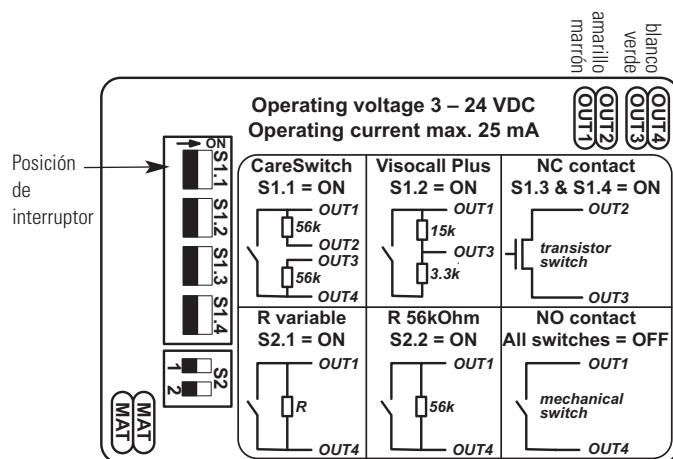 marrón
amarillo
verde
blanco
OUT1
OUT2
OUT3
OUT4
Operating voltage 3 – 24 VDC
Operating current max. 25 mA
Posición
de
interruptor
ON
S1.1
S1.2
S1.3
S1.4
1
2
S2
MAT
MAT
CareSwitch
S1.1 = ON
OUT1
56k
OUT2
OUT3
56k
OUT4
Visocall Plus
S1.2 = ON
OUT1
15k
OUT3
3.3k
OUT4
NC contact
S1.3 & S1.4 = ON
OUT2
transistor
switch
OUT3
R variable
S2.1 = ON
OUT1
R
OUT4
R 56kOhm
S2.2 = ON
OUT1
56k
OUT4
NO contact
All switches = OFF
OUT1
mechanical
switch
OUT4